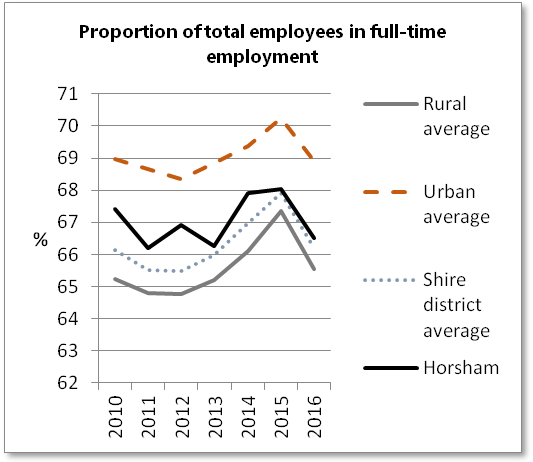 Proportion of total employees in full-time
employment
71
70
69
68
67
66
65
64
63
62
%
2010
2011
2012
2013
2014
2015
2016
Rural
average
Urban
average
Shire
district
average
Horsham